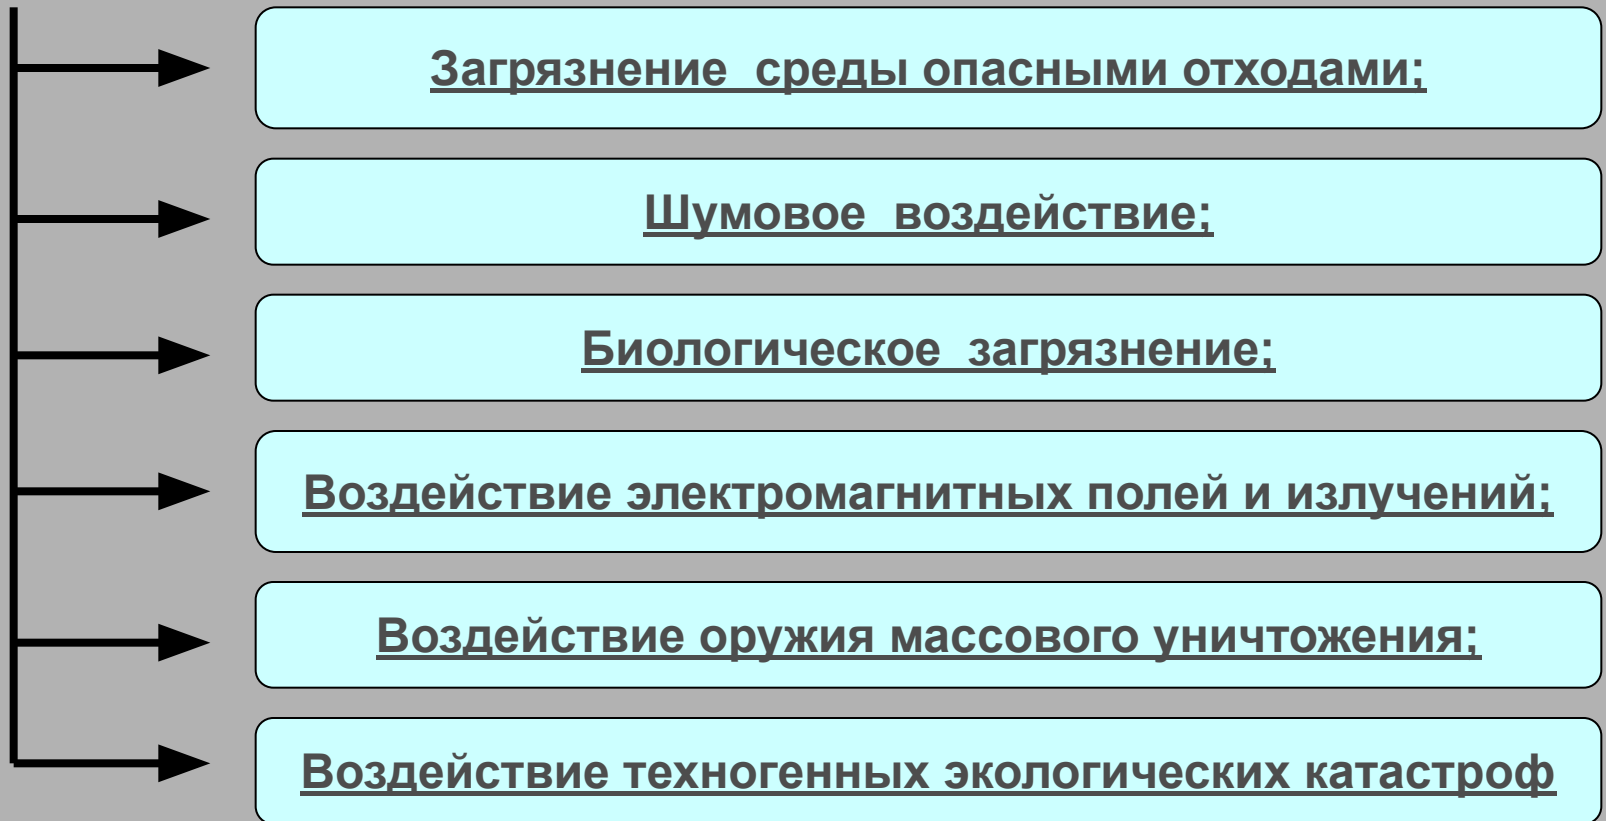 Загрязнение среды опасными отходами;
Шумовое воздействие;
Биологическое загрязнение;
Воздействие электромагнитных полей и излучений;
Воздействие оружия массового уничтожения;
Воздействие техногенных экологических катастроф